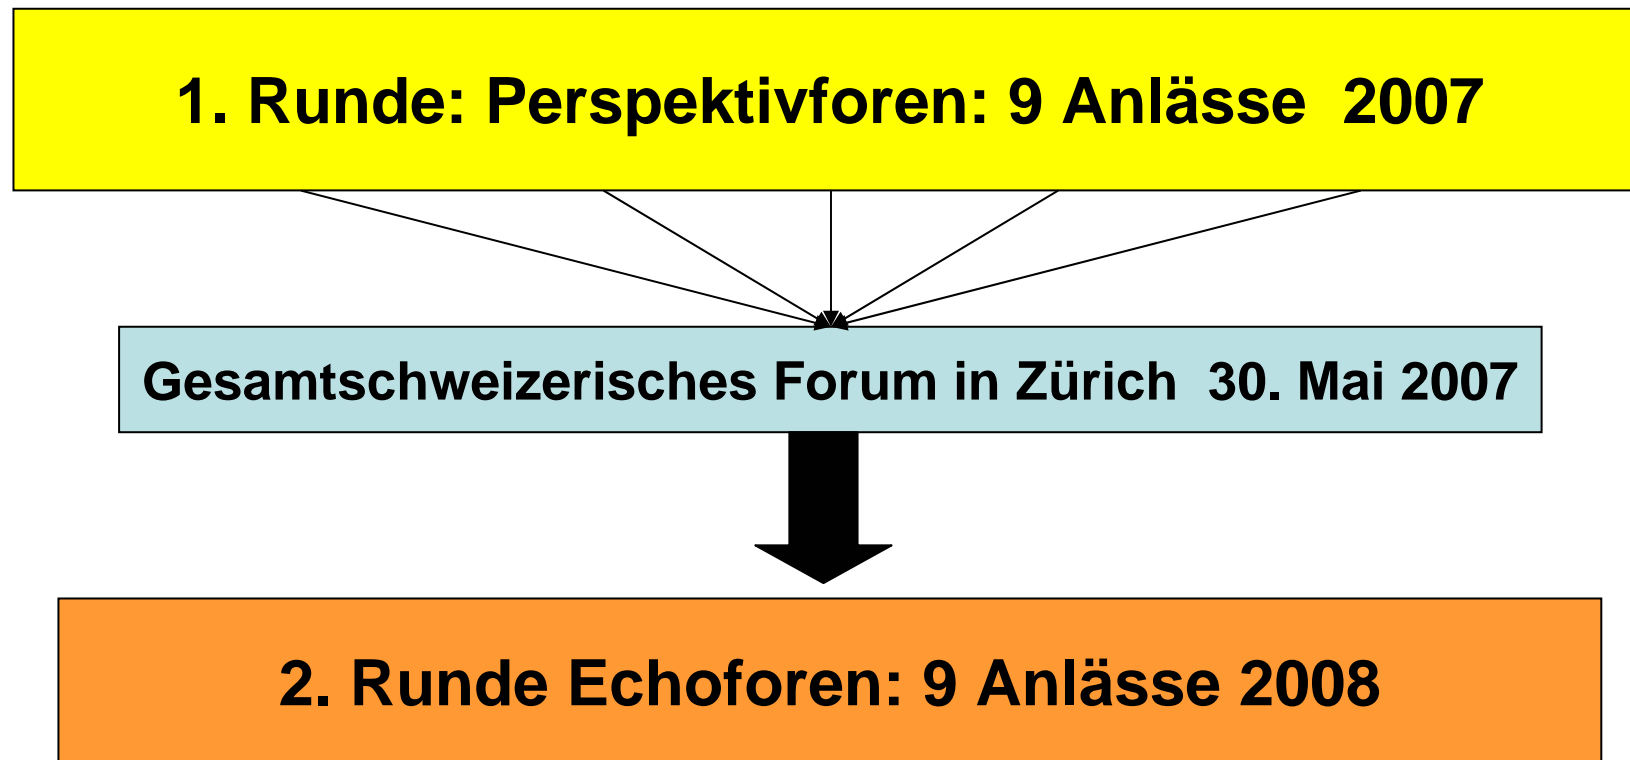 1. Runde: Perspektivforen: 9 Anlässe 2007
Gesamtschweizerisches Forum in Zürich 30. Mai 2007
2. Runde Echoforen: 9 Anlässe 2008